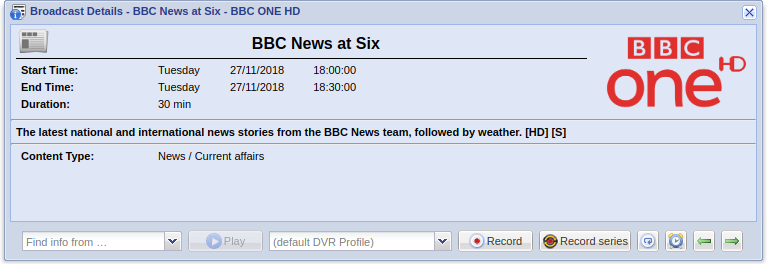 Broadcast Details - BBC News at Six - BBC ONE HD
BBC News at Six
Start Time: Tuesday 27/11/2018 18:00:00
End Time: Tuesday 27/11/2018 18:30:00
Duration: 30 min
BBC
one HD
The latest national and international news stories from the BBC News team, followed by weather. [HD] [S]
Content Type: News / Current affairs
Find info from ... Play (default DVR Profile) Record Record series